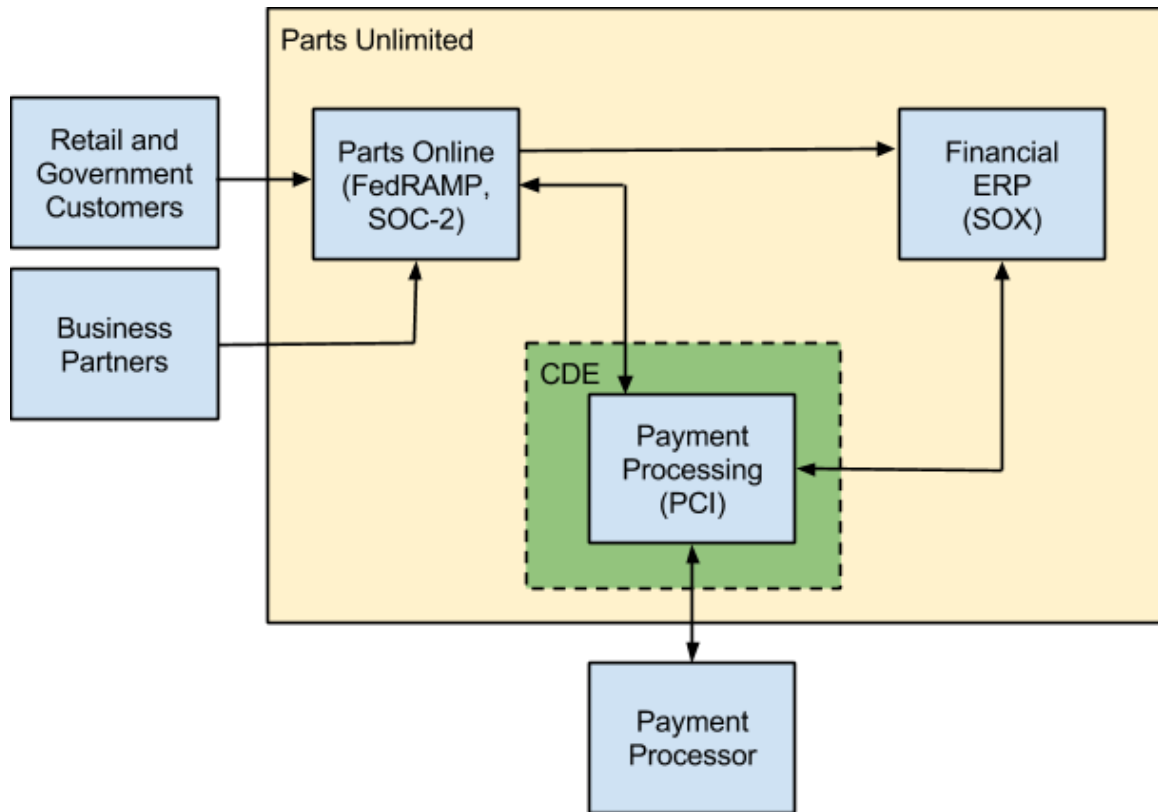 Parts Unlimited
Retail and
Government
Customers
Parts Online
(FedRAMP,
SOC-2)
Financial
ERP
(SOX)
Business
Partners
CDE
Payment
Processing
(PCI)
Payment
Processor